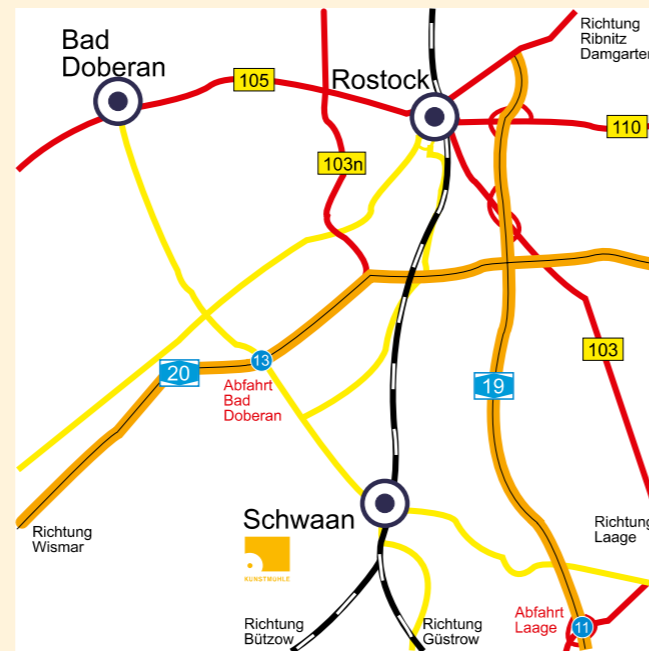 Richtung
Ribnitz
Damgarten
Bad
Doberan
105
Rostock
110
103n
103
13
20
19
Abfahrt
Bad
Doberan
Schwaan
Richtung
Wismar
Richtung
Laage
KUNSTMÜHLE
Abfahrt
Laage
11
Richtung
Bützow
Richtung
Güstrow